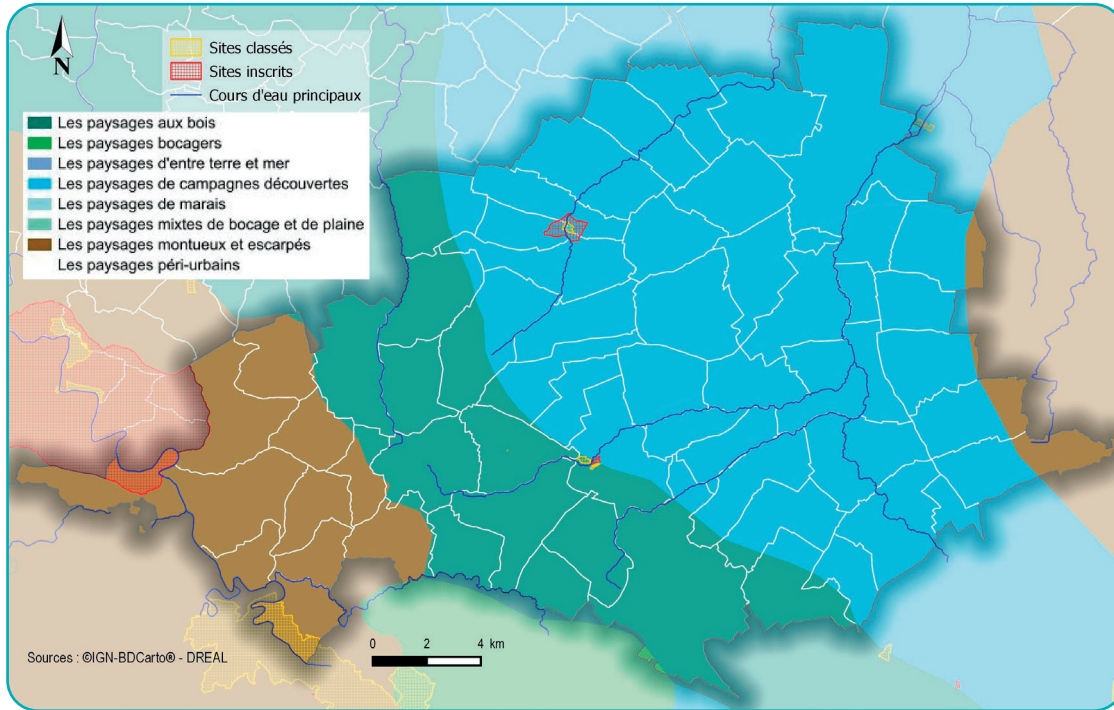 N
Sites classés
Sites inscrits
Cours d'eau principaux
Les paysages aux bois
Les paysages bocagers
Les paysages d'entre terre et mer
Les paysages de campagnes découvertes
Les paysages de marais
Les paysages mixtes de bocage et de plaine
Les paysages montueux et escarpés
Les paysages péri-urbains
0 2 4 km
Sources : ©IGN-BDCarto® - DREAL